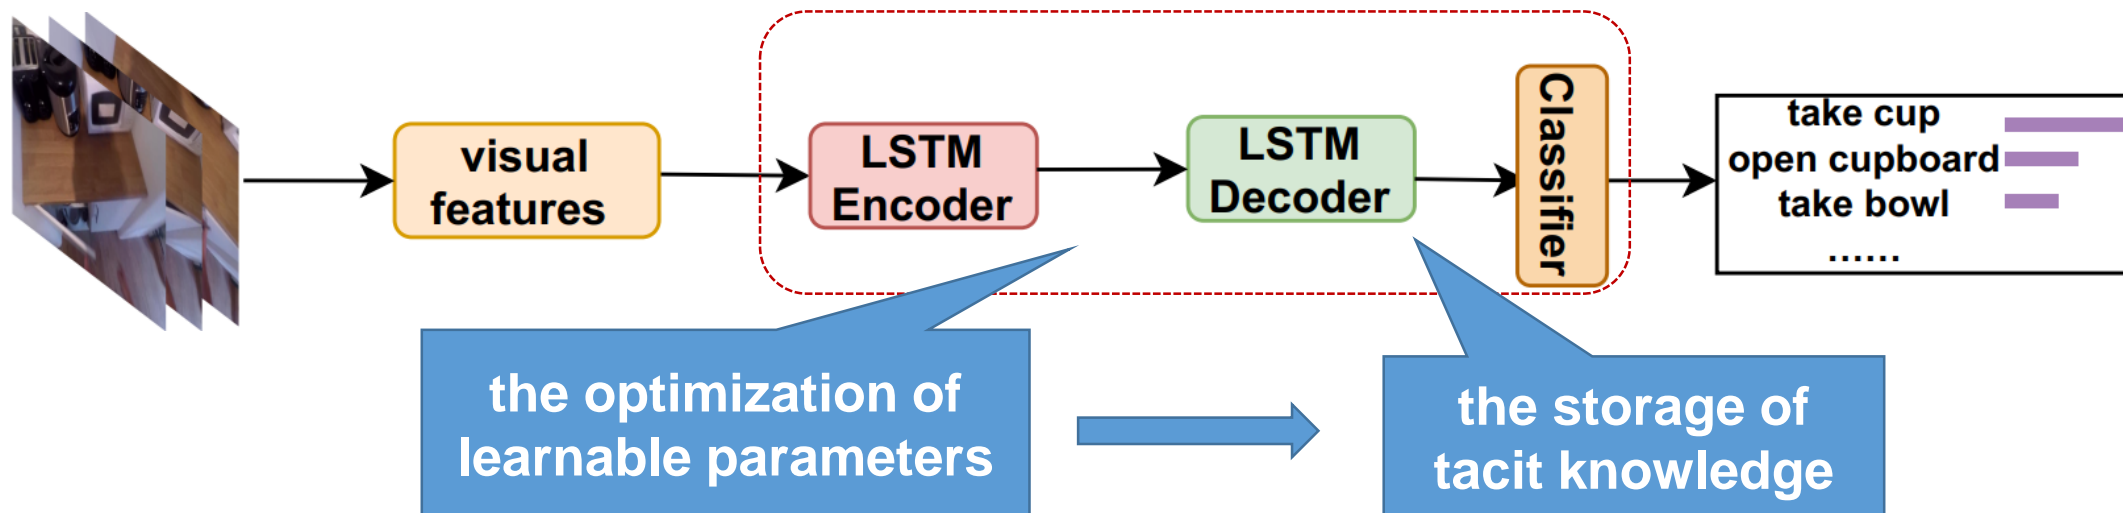 visual
features
LSTM
Encoder
LSTM
Decoder
Classifier
take cup
open cupboard
take bowl
......
the optimization of
learnable parameters
the storage of
tacit knowledge